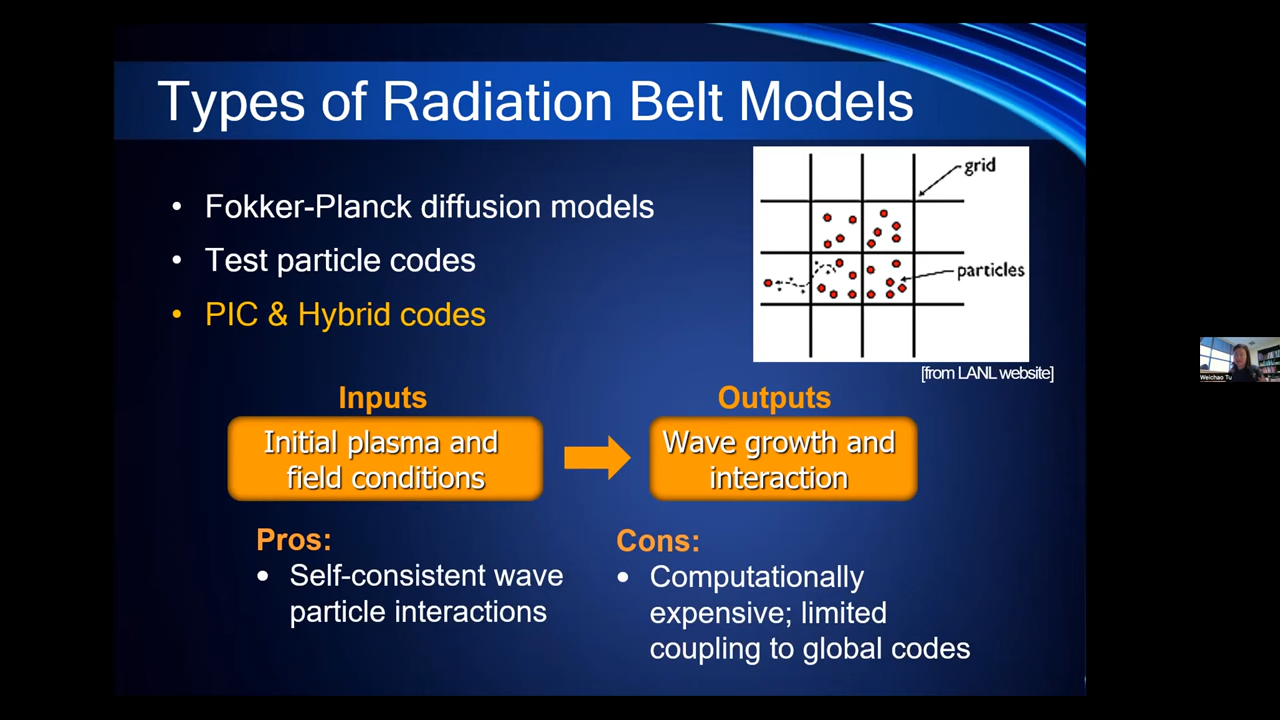 Types of Radiation Belt Models
• Fokker-Planck diffusion models
• Test particle codes
• PIC & Hybrid codes
grid
particles
[from LANL website]
Inputs
Initial plasma and
field conditions
Outputs
Wave growth and
interaction
Pros:
• Self-consistent wave
particle interactions
Cons:
• Computationally
expensive; limited
coupling to global codes
Weichao Tu